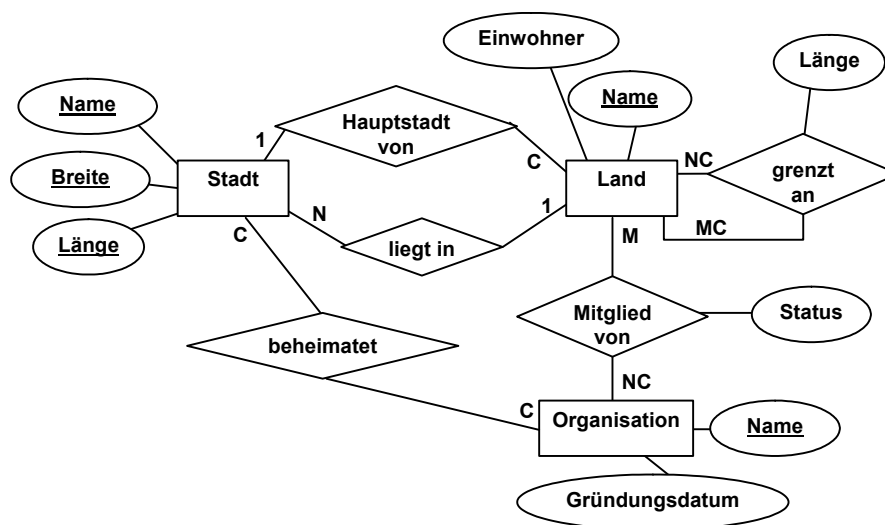 Einwohner
Länge
Name
Name
Hauptstadt
von
1
C
NC
grenzt
an
Breite
Stadt
Land
N
1
Länge
C
liegt in
M
MC
beheimatet
Mitglied
von
Status
NC
C
Organisation
Name
Gründungsdatum